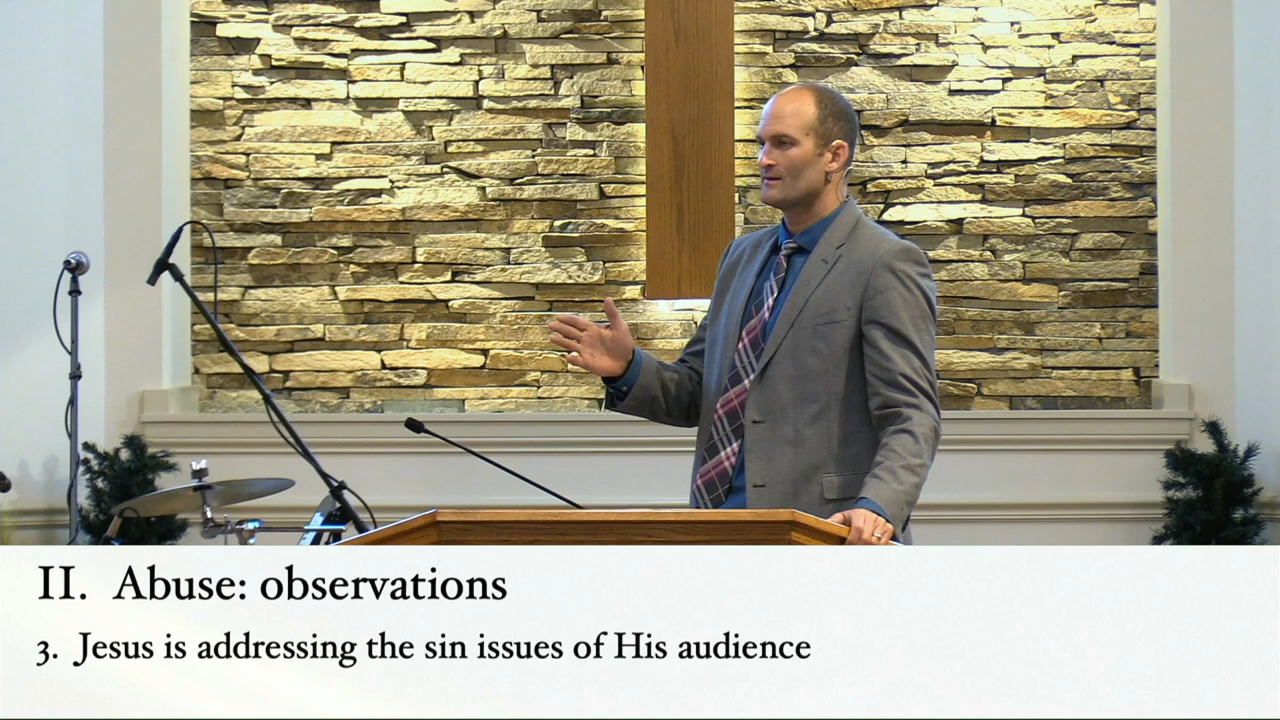 II. Abuse: observations
3. Jesus is addressing the sin issues of His audience